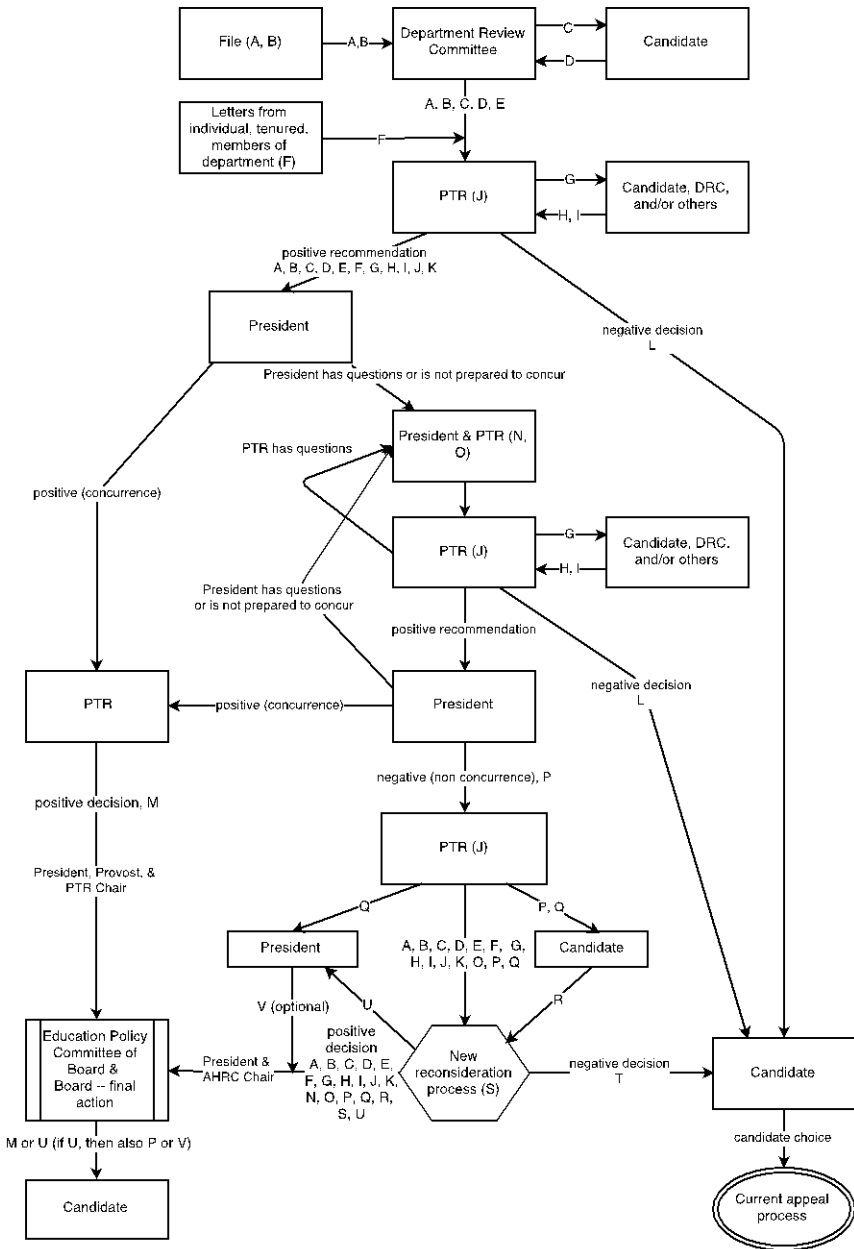 File (A, B)
A,B
Department Review
Committee
C
D
Candidate
A. B, C. D, E
Letters from
individual, tenured,
members of
department (F)
F
PTR (J)
G
H, I
Candidate, DRC,
and/or others
positive recommendation
A, B, C, D, E, F, G, H, I, J, K
negative decision
L
President
President has questions or is not prepared to concur
PTR has questions
President & PTR (N,
O)
positive (concurrence)
PTR (J)
G
H, I
Candidate, DRC.
and/or others
President has questions
or is not prepared to concur
positive recommendation
negative decision
L
PTR
positive (concurrence)
President
negative (non concurrence), P
positive decision, M
PTR (J)
President, Provost, &
PTR Chair
Q
P, Q
President
A, B, C, D, E, F, G,
H, I, J, K, O, P, Q
Candidate
V (optional)
U
R
Education Policy
Committee of
Board &
Board -- final
action
President &
AHRC Chair
positive
decision
A, B, C, D, E,
F, G, H, I, J, K,
N, O, P, Q, R,
S, U
New
reconsideration
process (S)
negative decision
T
Candidate
M or U (if U, then also P or V)
candidate choice
Candidate
Current appeal
process